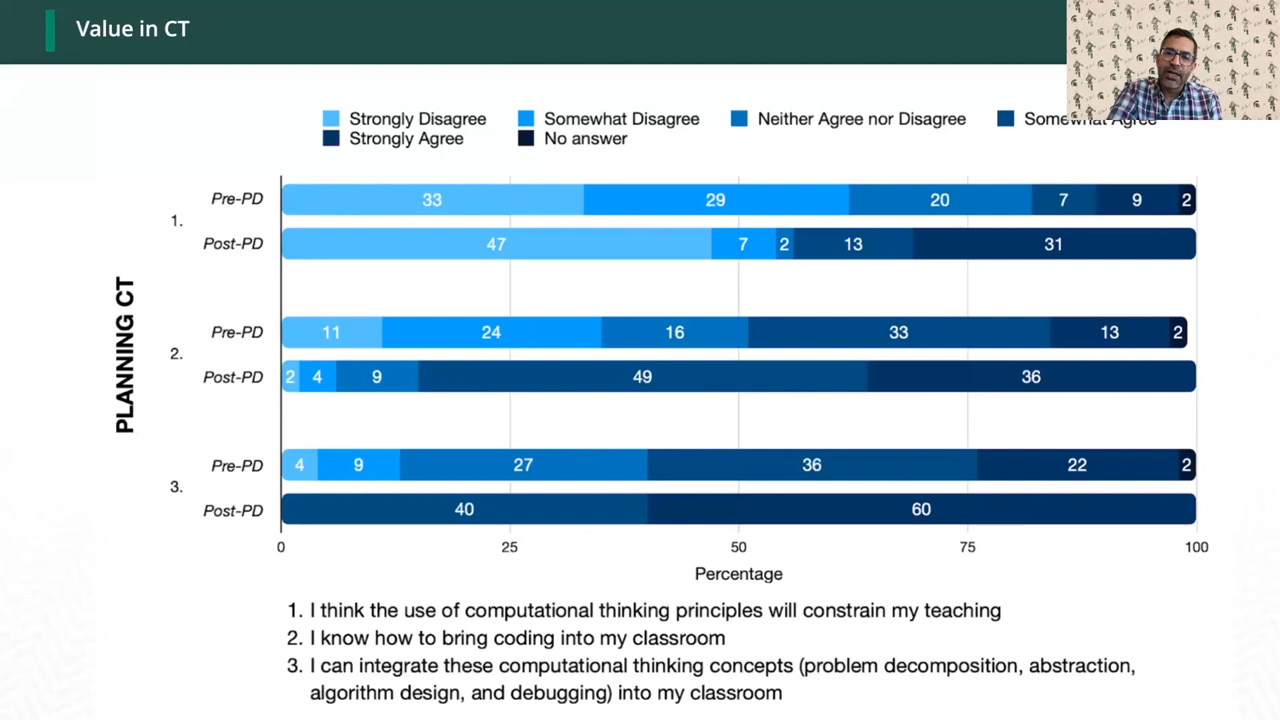 Value in CT
Strongly Disagree Somewhat Disagree Neither Agree nor Disagree Somewhat Agree
Strongly Agree No answer
Pre-PD 33 29 20 7 9 2
1.
Post-PD 47 7 2 13 31
PLANNING CT
Pre-PD 11 24 16 33 13 2
2.
Post-PD 2 4 9 49 36
Pre-PD 4 9 27 36 22 2
3.
Post-PD 40 60
0 25 50 75 100
Percentage
1. I think the use of computational thinking principles will constrain my teaching
2. I know how to bring coding into my classroom
3. I can integrate these computational thinking concepts (problem decomposition, abstraction,
algorithm design, and debugging) into my classroom